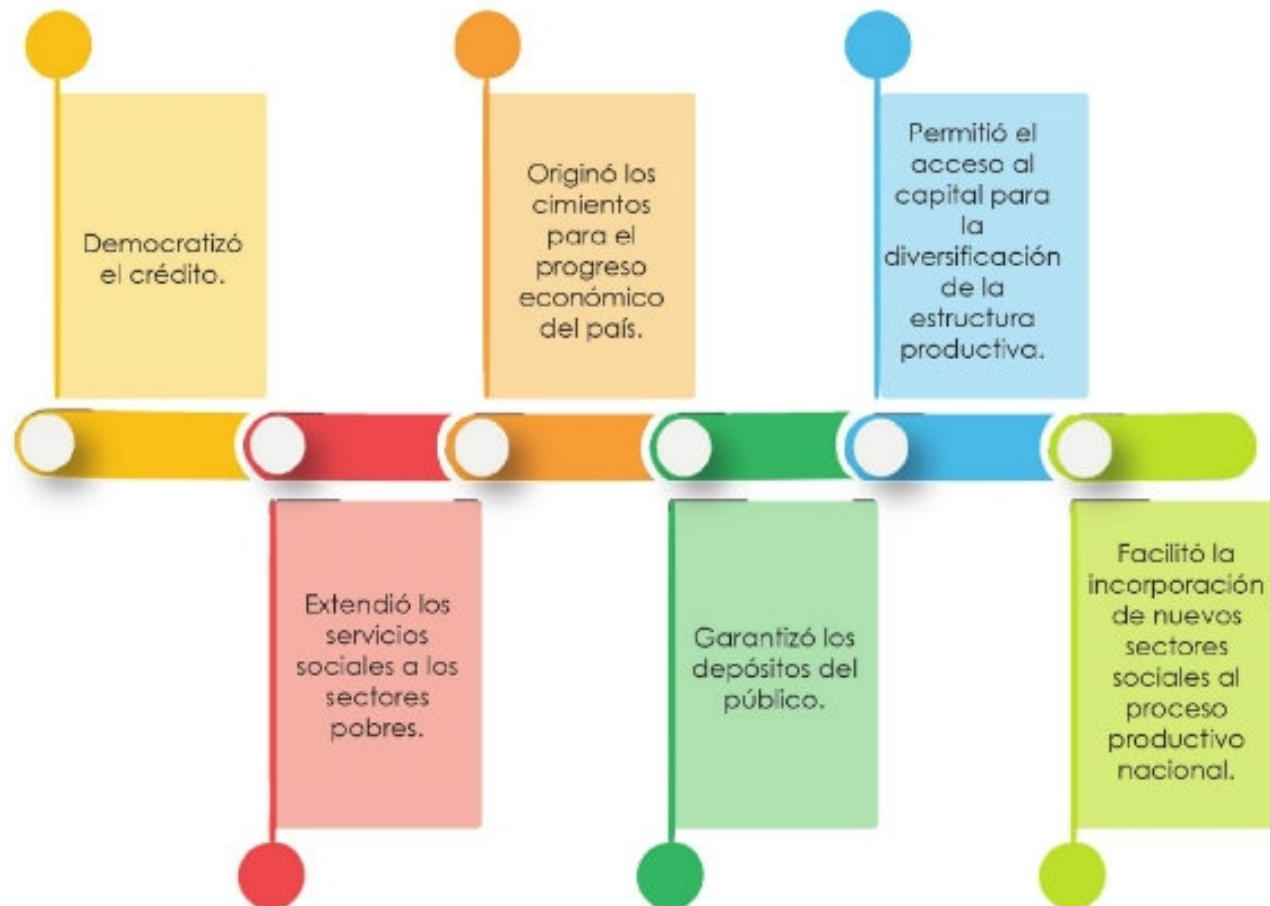 Democratizó
el crédito.
Extendió los
servicios
sociales a los
sectores
pobres.
Originó los
cimientos
para el
progreso
económico
del país.
Garantizó los
depósitos del
público.
Permitió el
acceso al
capital para
la
diversificación
de la
estructura
productiva.
Facilitó la
incorporación
de nuevos
sectores
sociales al
proceso
productivo
nacional.